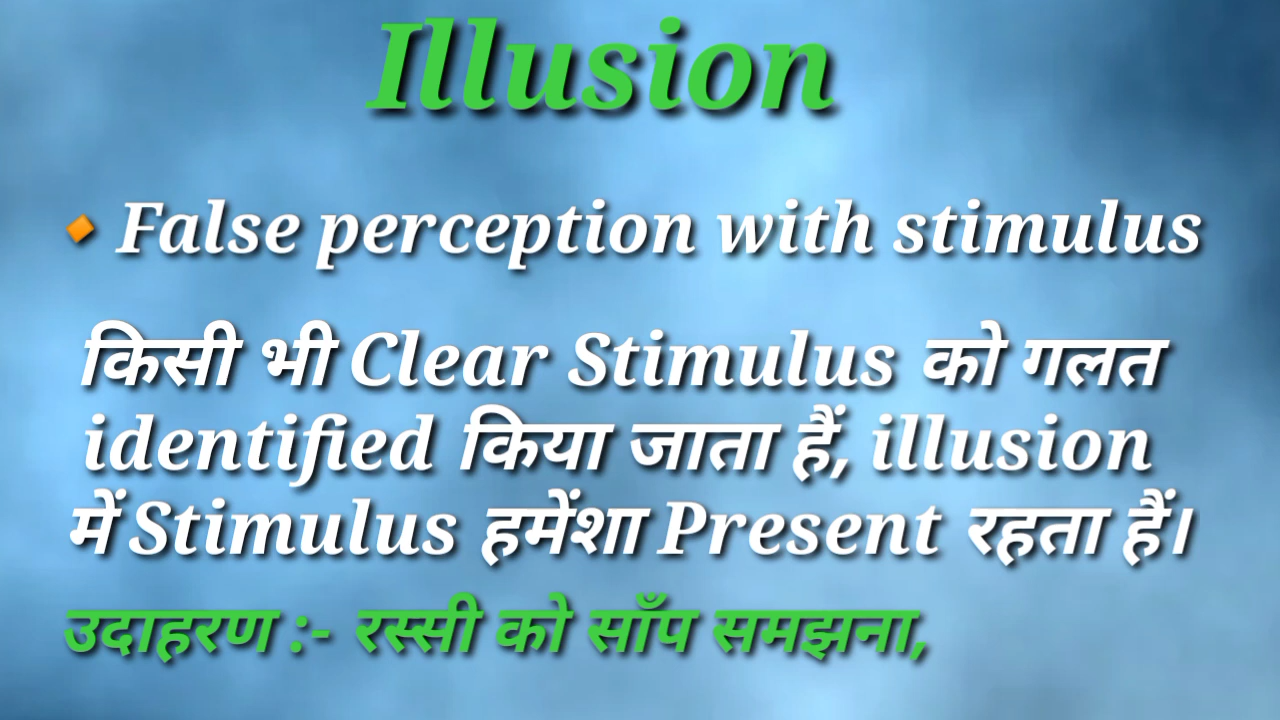 Illusion
🔸 False perception with stimulus
किसी भी Clear Stimulus को गलत
identified किया जाता हैं, illusion
में Stimulus हमेंशा Present रहता हैं।
उदाहरण :- रस्सी को साँप समझना,